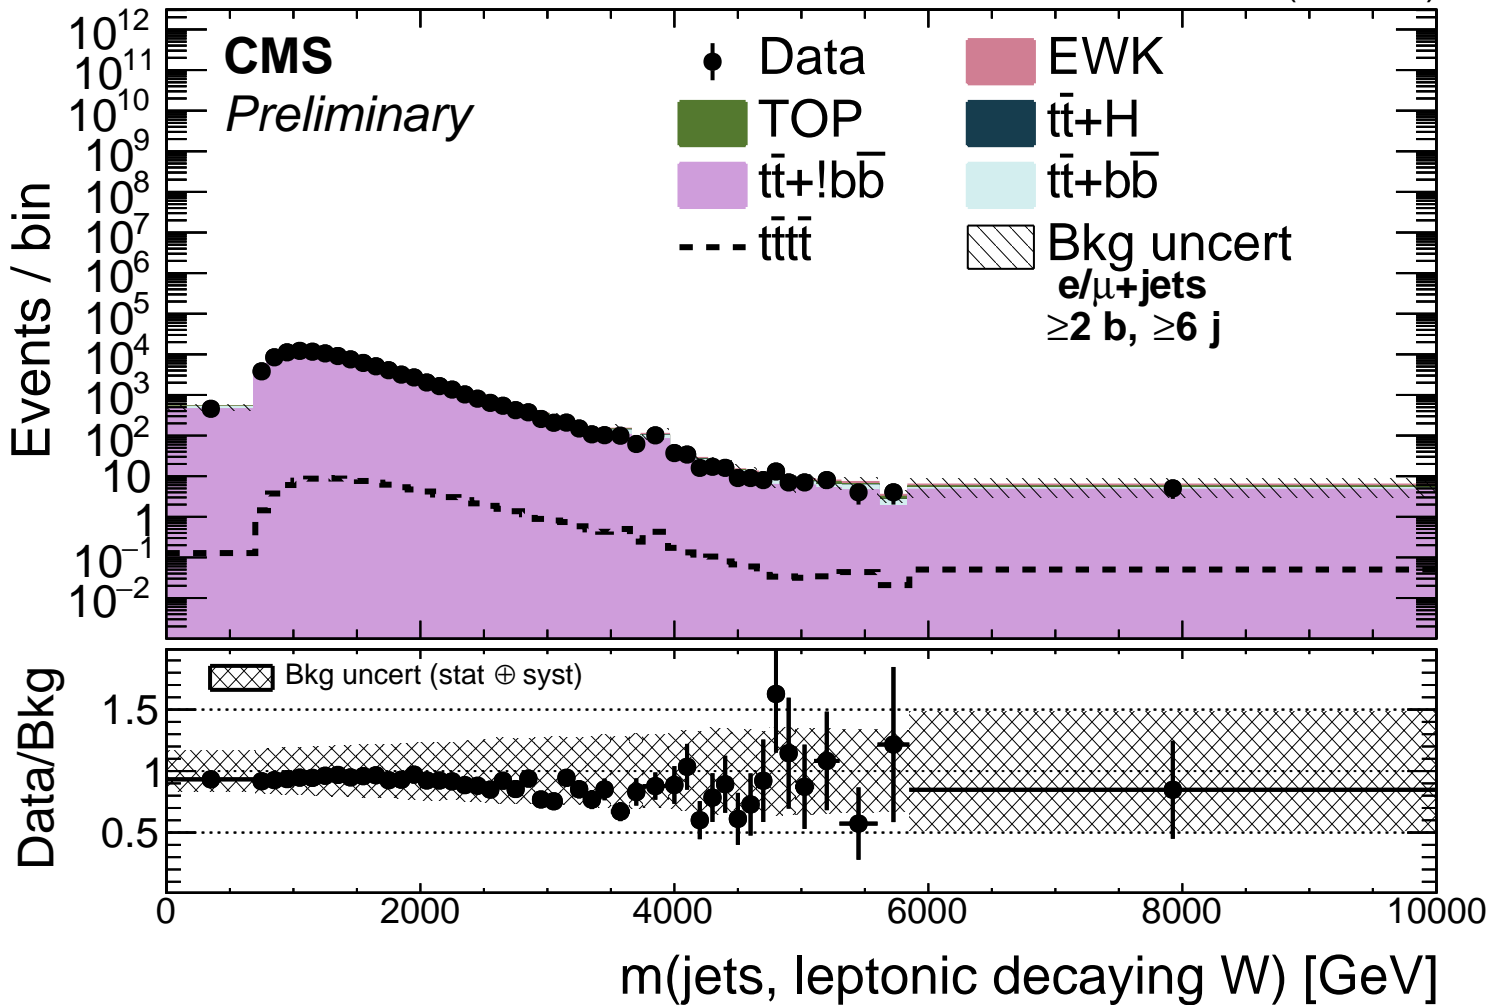 CMS
Preliminary
Data
EWK
TOP
tt̄+H
tt̄+!bb̄
tt̄+bb̄
tt̄tt̄
Bkg uncert
e/μ+jets
≥2 b, ≥6 j
Events / bin
10¹²
10¹¹
10¹⁰
10⁹
10⁸
10⁷
10⁶
10⁵
10⁴
10³
10²
10
1
10⁻¹
10⁻²
Bkg uncert (stat ⊕ syst)
Data/Bkg
1.5
1
0.5
0 2000 4000 6000 8000 10000
m(jets, leptonic decaying W) [GeV]